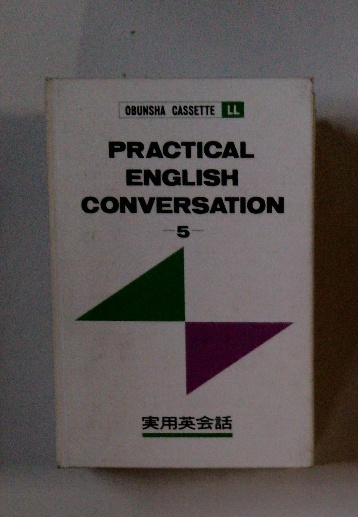 OBUNSHA CASSETTE LL
PRACTICAL
ENGLISH
CONVERSATION
-5-
実用英会話